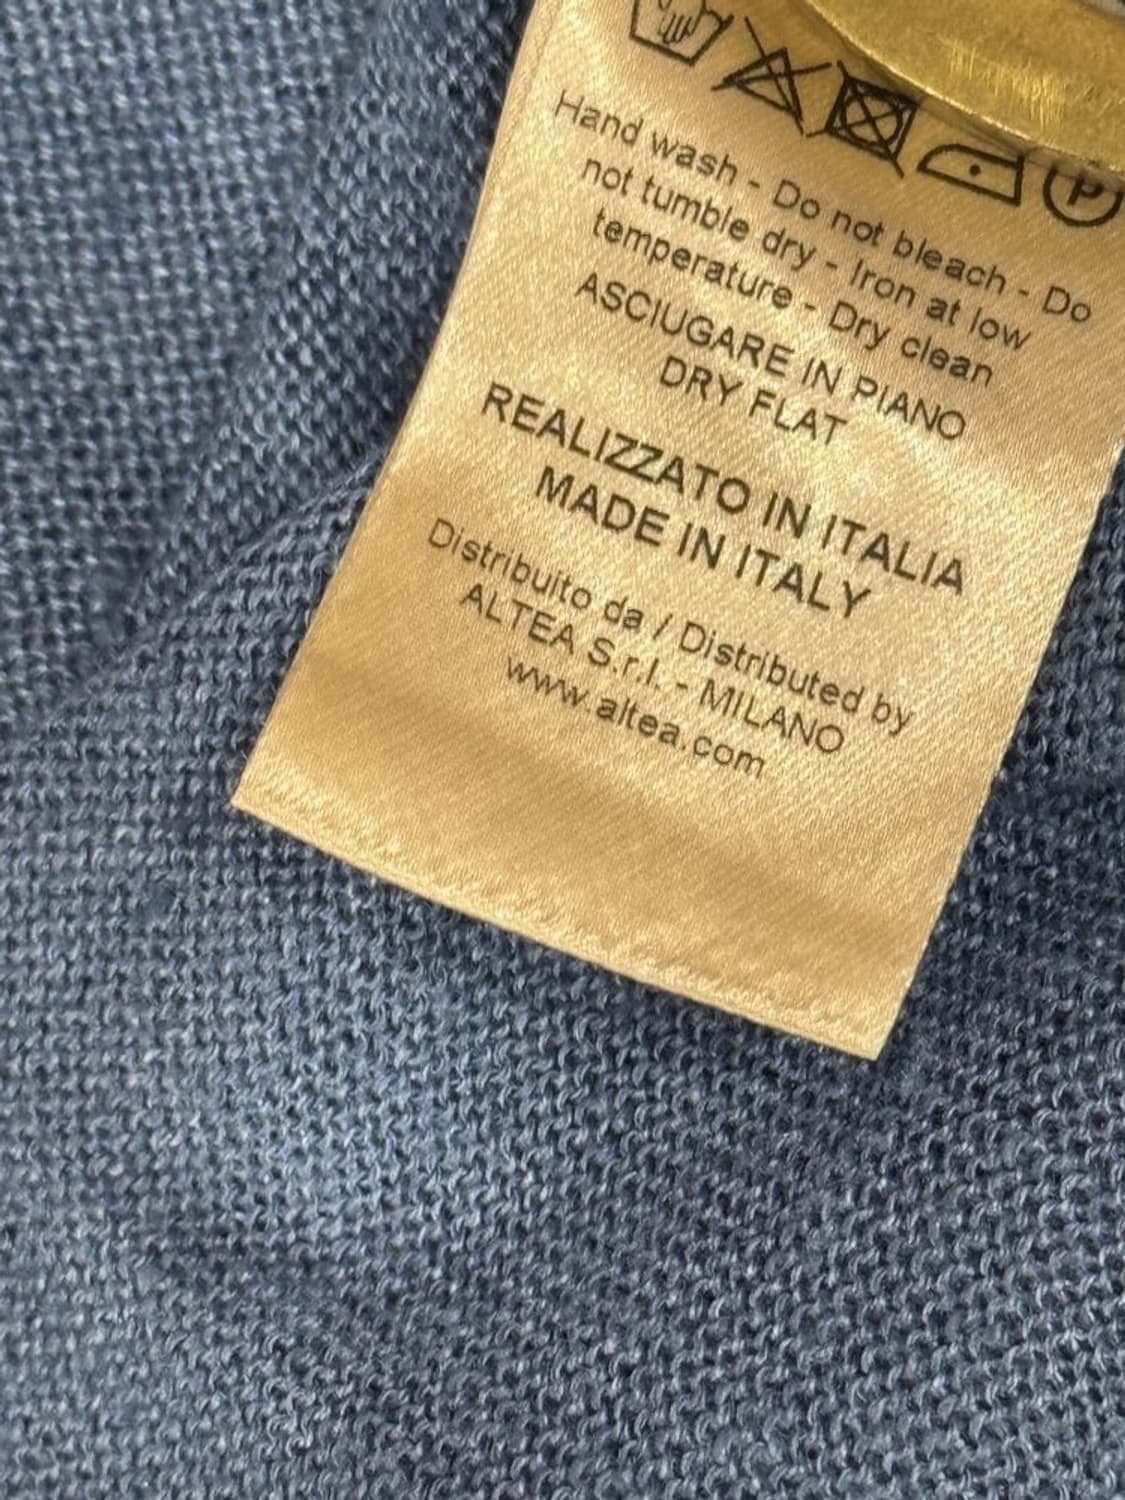 P
Hand wash - Do not bleach - Do
not tumble dry - Iron at low
temperature - Dry clean
ASCIUGARE IN PIANO
DRY FLAT
REALIZZATO IN ITALIA
MADE IN ITALY
Distribuito da / Distributed by
ALTEA S.r.l. - MILANO
www.altea.com